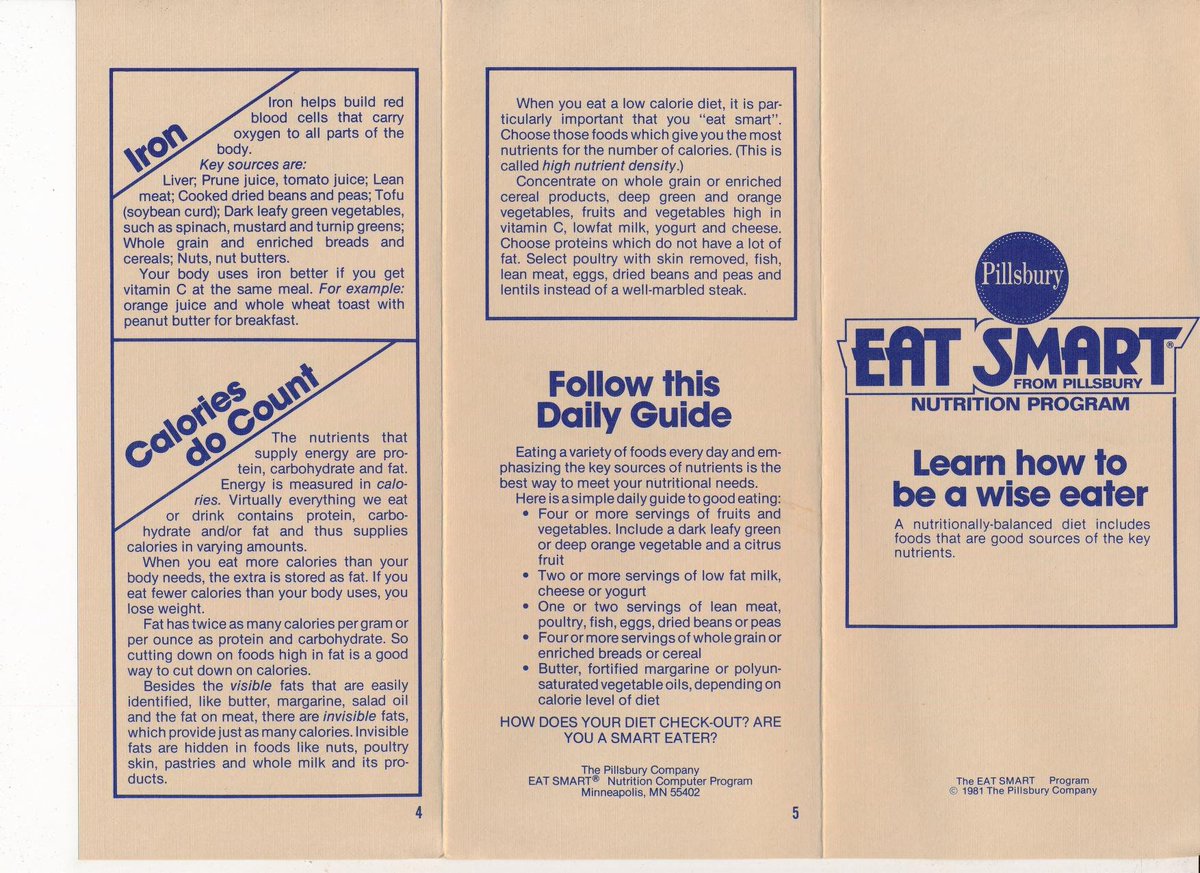 Iron
Iron helps build red
blood cells that carry
oxygen to all parts of the
body.
Key sources are:
Liver; Prune juice, tomato juice; Lean
meat; Cooked dried beans and peas; Tofu
(soybean curd); Dark leafy green vegetables,
such as spinach, mustard and turnip greens;
Whole grain and enriched breads and
cereals; Nuts, nut butters.
Your body uses iron better if you get
vitamin C at the same meal. For example:
orange juice and whole wheat toast with
peanut butter for breakfast.
Calories
do Count
The nutrients that
supply energy are pro-
tein, carbohydrate and fat.
Energy is measured in calo-
ries. Virtually everything we eat
or drink contains protein, carbo-
hydrate and/or fat and thus supplies
calories in varying amounts.
When you eat more calories than your
body needs, the extra is stored as fat. If you
eat fewer calories than your body uses, you
lose weight.
Fat has twice as many calories per gram or
per ounce as protein and carbohydrate. So
cutting down on foods high in fat is a good
way to cut down on calories.
Besides the visible fats that are easily
identified, like butter, margarine, salad oil
and the fat on meat, there are invisible fats,
which provide just as many calories. Invisible
fats are hidden in foods like nuts, poultry
skin, pastries and whole milk and its pro-
ducts.
4
When you eat a low calorie diet, it is par-
ticularly important that you "eat smart".
Choose those foods which give you the most
nutrients for the number of calories. (This is
called high nutrient density.)
Concentrate on whole grain or enriched
cereal products, deep green and orange
vegetables, fruits and vegetables high in
vitamin C, lowfat milk, yogurt and cheese.
Choose proteins which do not have a lot of
fat. Select poultry with skin removed, fish,
lean meat, eggs, dried beans and peas and
lentils instead of a well-marbled steak.
Follow this
Daily Guide
Eating a variety of foods every day and em-
phasizing the key sources of nutrients is the
best way to meet your nutritional needs.
Here is a simple daily guide to good eating:
• Four or more servings of fruits and
vegetables. Include a dark leafy green
or deep orange vegetable and a citrus
fruit
• Two or more servings of low fat milk,
cheese or yogurt
• One or two servings of lean meat,
poultry, fish, eggs, dried beans or peas
• Four or more servings of whole grain or
enriched breads or cereal
• Butter, fortified margarine or polyun-
saturated vegetable oils, depending on
calorie level of diet
HOW DOES YOUR DIET CHECK-OUT? ARE
YOU A SMART EATER?
The Pillsbury Company
EAT SMART® Nutrition Computer Program
Minneapolis, MN 55402
5
Pillsbury
EAT SMART®
FROM PILLSBURY
NUTRITION PROGRAM
Learn how to
be a wise eater
A nutritionally-balanced diet includes
foods that are good sources of the key
nutrients.
The EAT SMART Program
© 1981 The Pillsbury Company